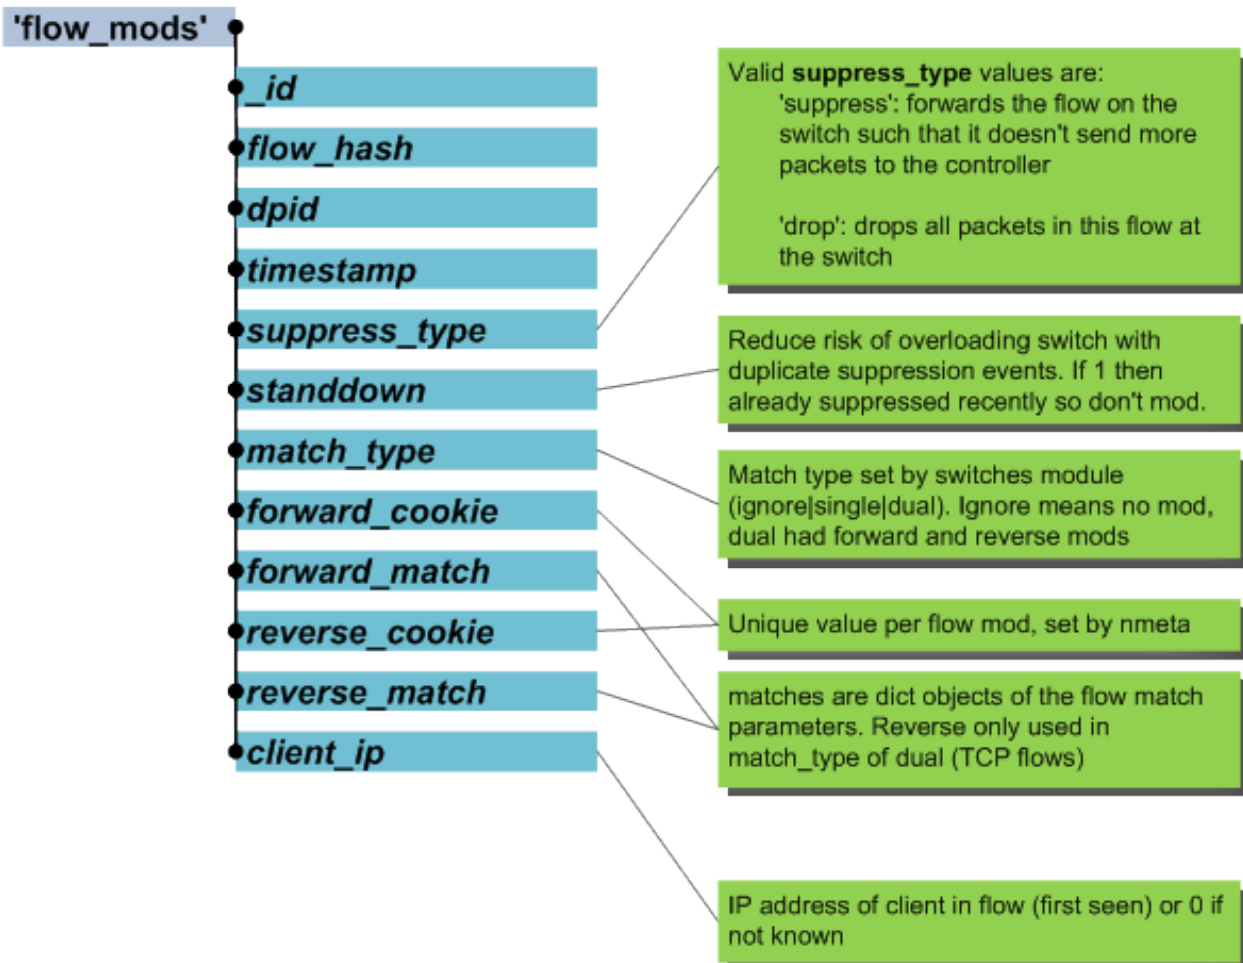 'flow_mods'
_id
flow_hash
dpid
timestamp
suppress_type
standdown
match_type
forward_cookie
forward_match
reverse_cookie
reverse_match
client_ip
Valid suppress_type values are:
'suppress': forwards the flow on the
switch such that it doesn't send more
packets to the controller
'drop': drops all packets in this flow at
the switch
Reduce risk of overloading switch with
duplicate suppression events. If 1 then
already suppressed recently so don't mod.
Match type set by switches module
(ignore|single|dual). Ignore means no mod,
dual had forward and reverse mods
Unique value per flow mod, set by nmeta
matches are dict objects of the flow match
parameters. Reverse only used in
match_type of dual (TCP flows)
IP address of client in flow (first seen) or 0 if
not known